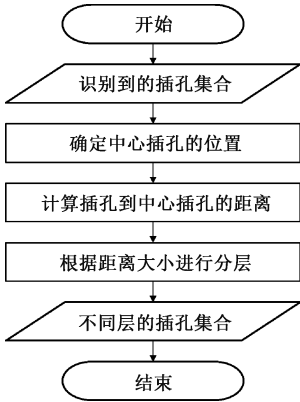 开始
识别到的插孔集合
确定中心插孔的位置
计算插孔到中心插孔的距离
根据距离大小进行分层
不同层的插孔集合
结束